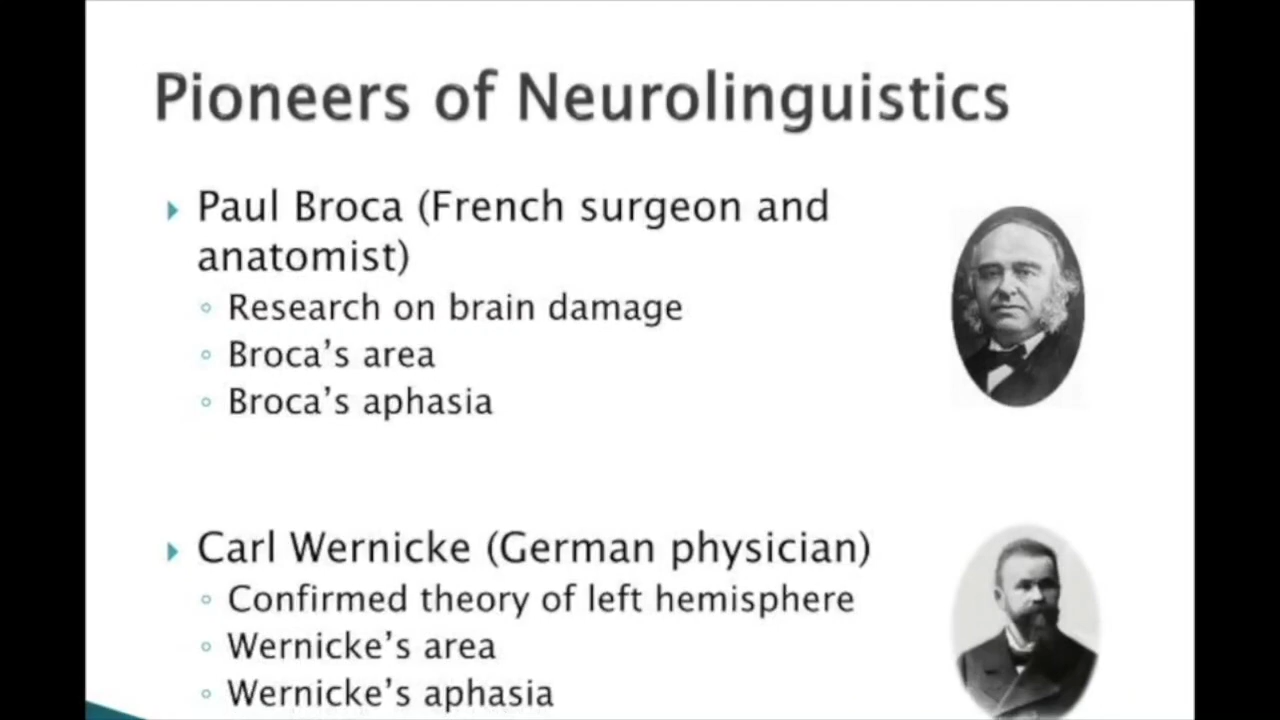 Pioneers of Neurolinguistics
Paul Broca (French surgeon and
anatomist)
Research on brain damage
Broca’s area
Broca’s aphasia
Carl Wernicke (German physician)
Confirmed theory of left hemisphere
Wernicke’s area
Wernicke’s aphasia